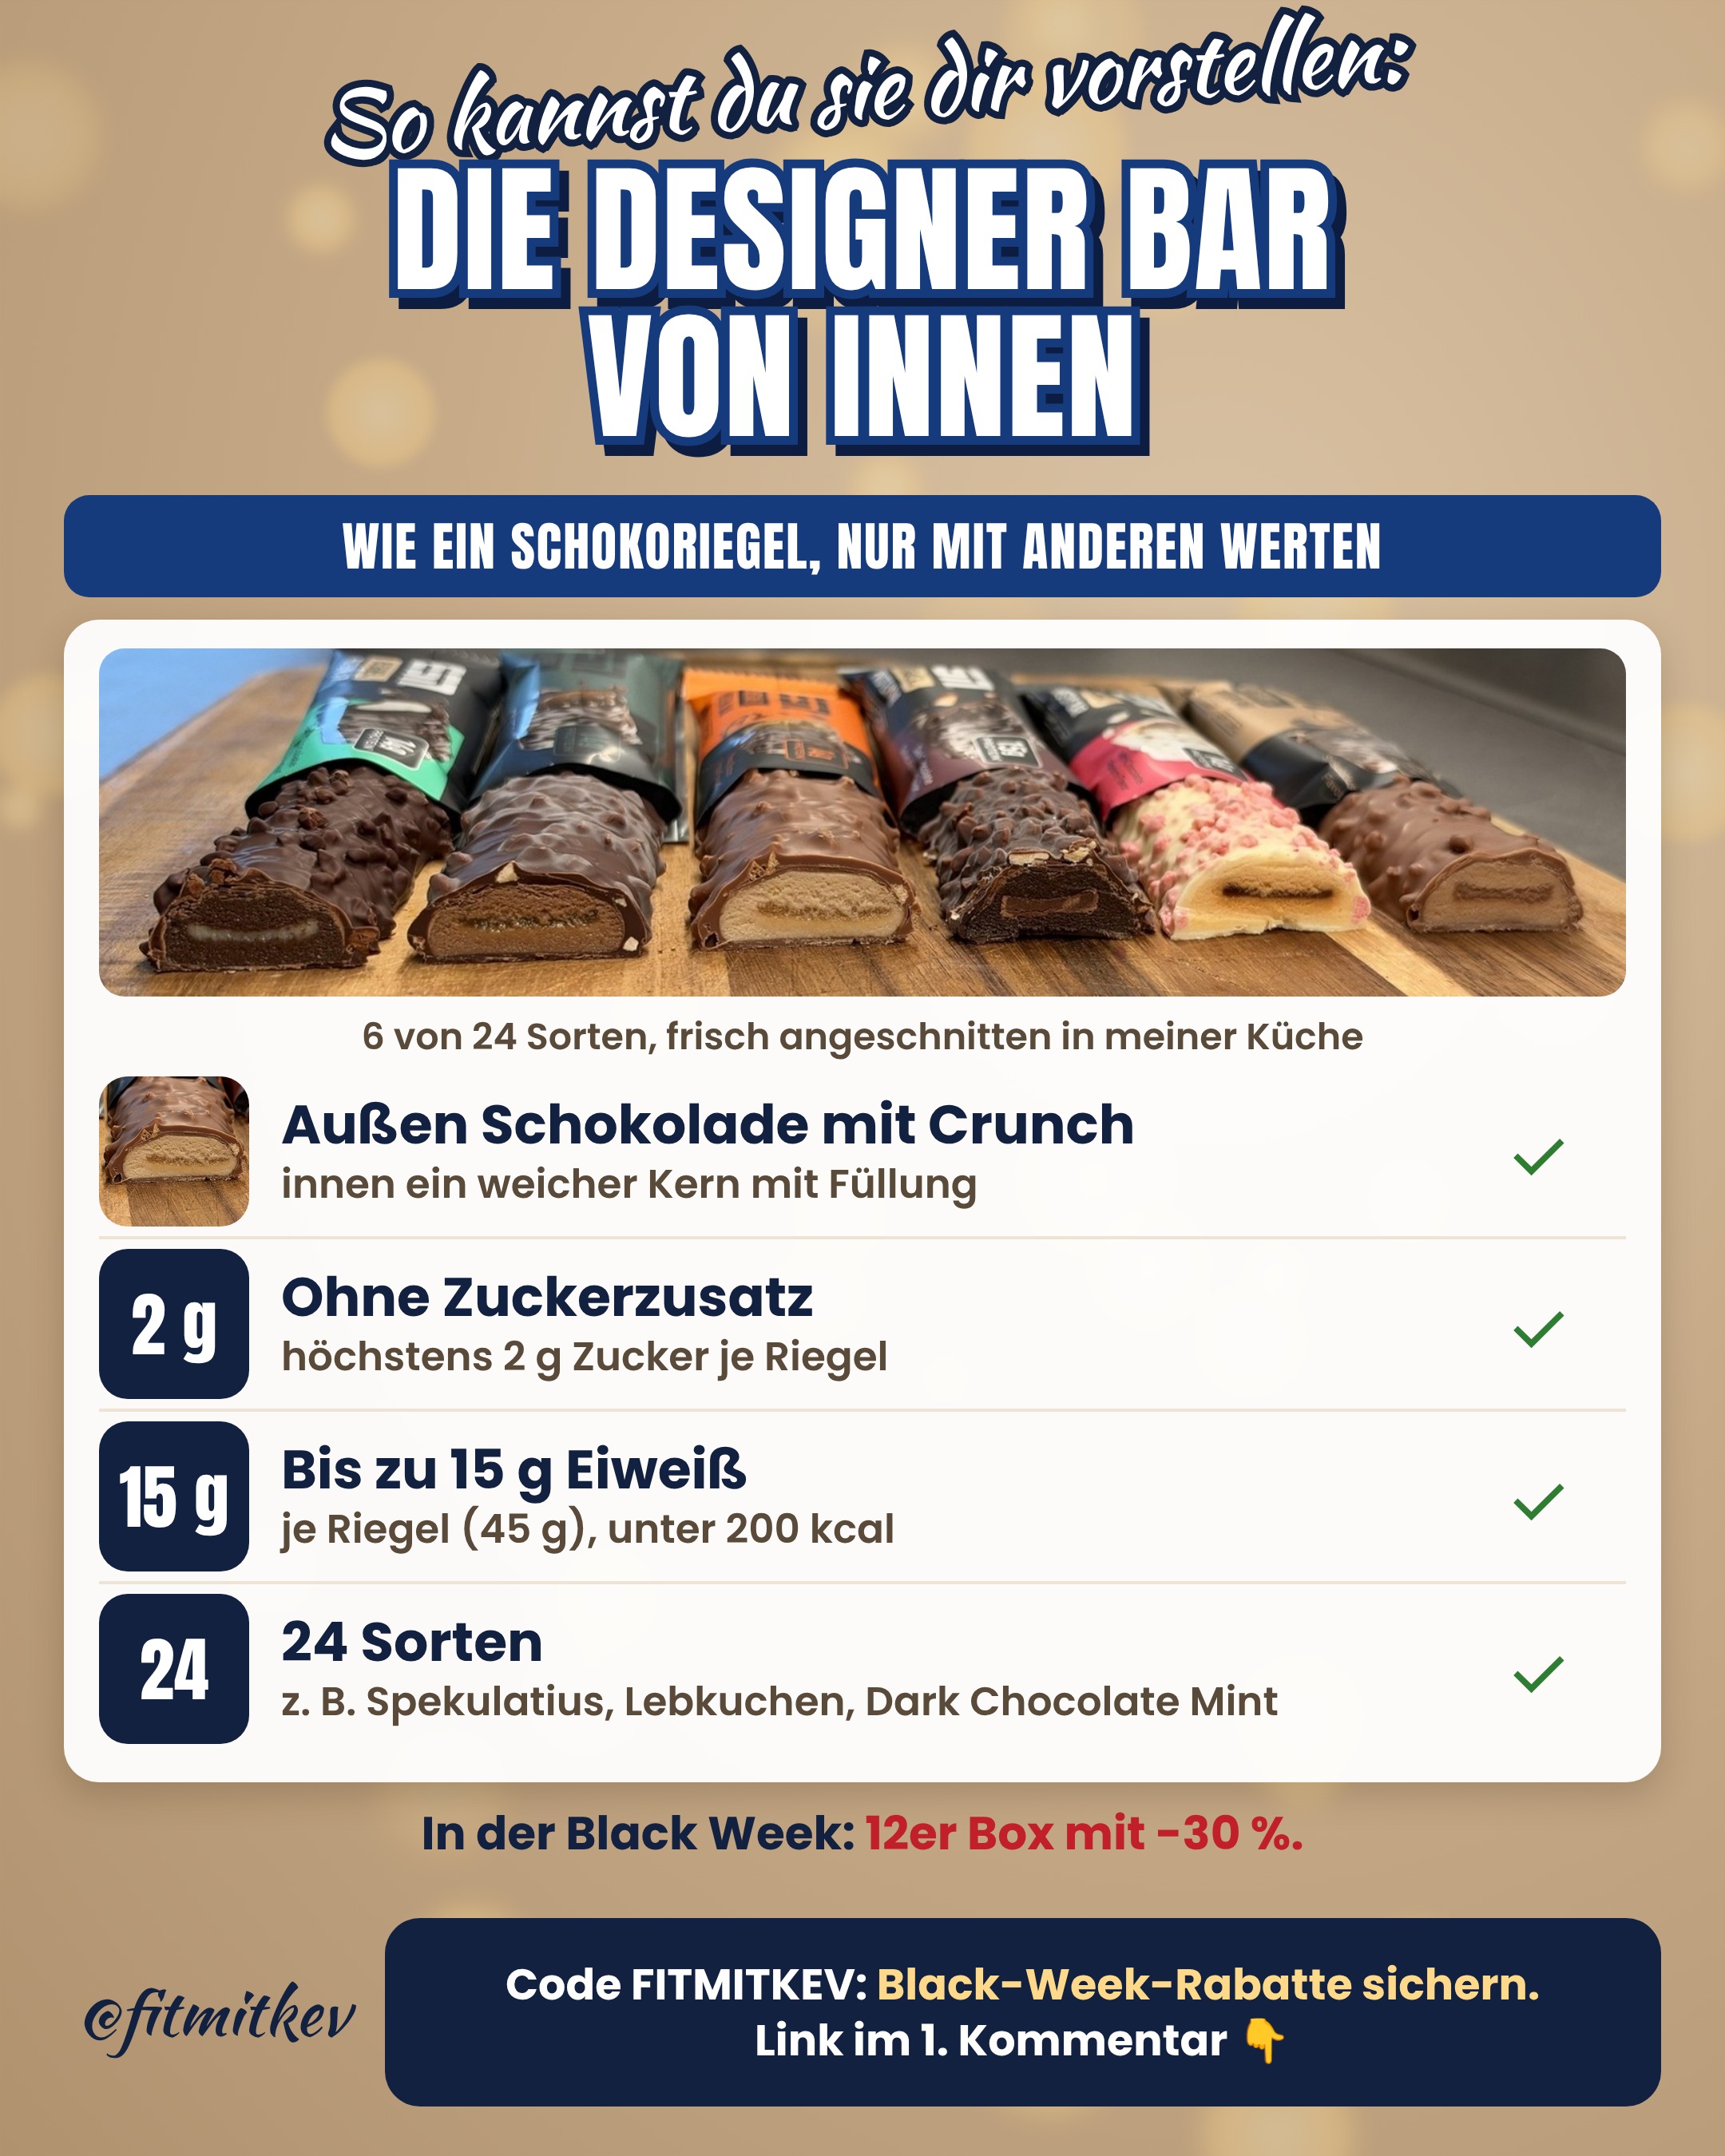 So kannst du sie dir vorstellen:
DIE DESIGNER BAR
VON INNEN
WIE EIN SCHOKORIEGEL, NUR MIT ANDEREN WERTEN
6 von 24 Sorten, frisch angeschnitten in meiner Küche
Außen Schokolade mit Crunch
innen ein weicher Kern mit Füllung
2 g
Ohne Zuckerzusatz
höchstens 2 g Zucker je Riegel
15 g
Bis zu 15 g Eiweiß
je Riegel (45 g), unter 200 kcal
24
24 Sorten
z. B. Spekulatius, Lebkuchen, Dark Chocolate Mint
In der Black Week: 12er Box mit -30 %.
@fitmitkev
Code FITMITKEV: Black-Week-Rabatte sichern.
Link im 1. Kommentar 👇